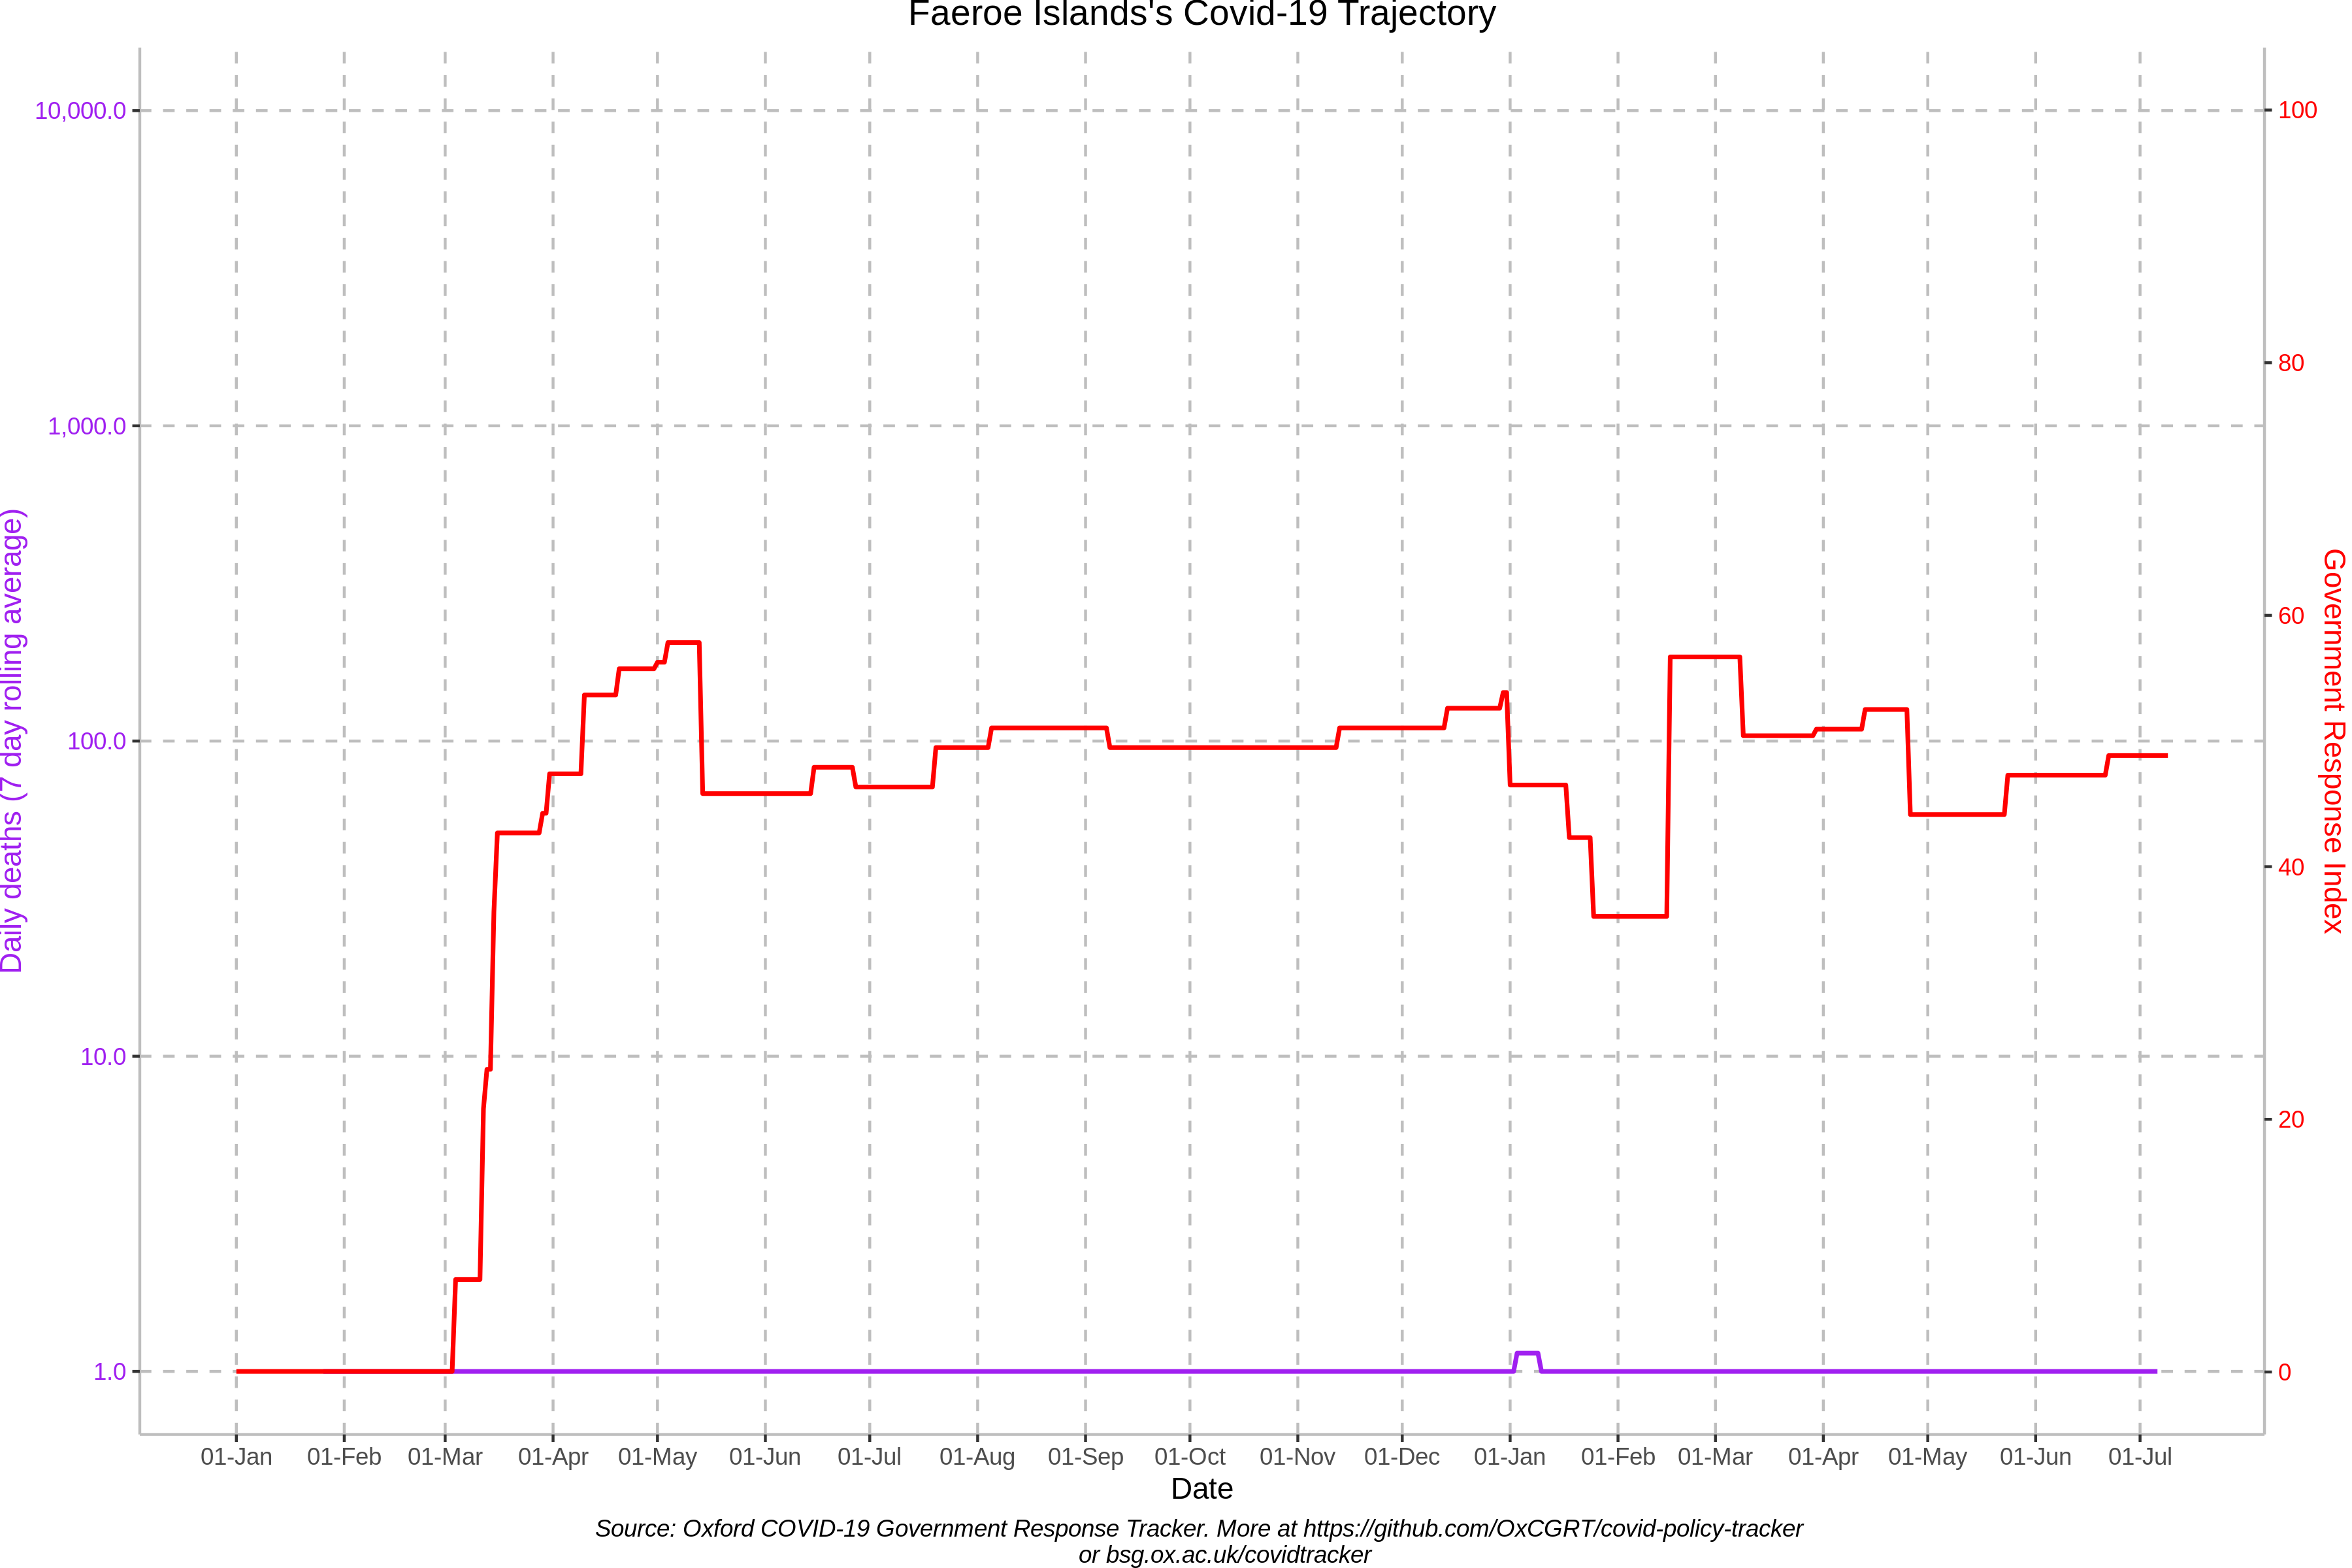 Faeroe Islands's Covid-19 Trajectory
10,000.0
1,000.0
100.0
10.0
1.0
Daily deaths (7 day rolling average)
100
80
60
40
20
0
Government Response Index
01-Jan 01-Feb 01-Mar 01-Apr 01-May 01-Jun 01-Jul 01-Aug 01-Sep 01-Oct 01-Nov 01-Dec 01-Jan 01-Feb 01-Mar 01-Apr 01-May 01-Jun 01-Jul
Date
Source: Oxford COVID-19 Government Response Tracker. More at https://github.com/OxCGRT/covid-policy-tracker
or bsg.ox.ac.uk/covidtracker